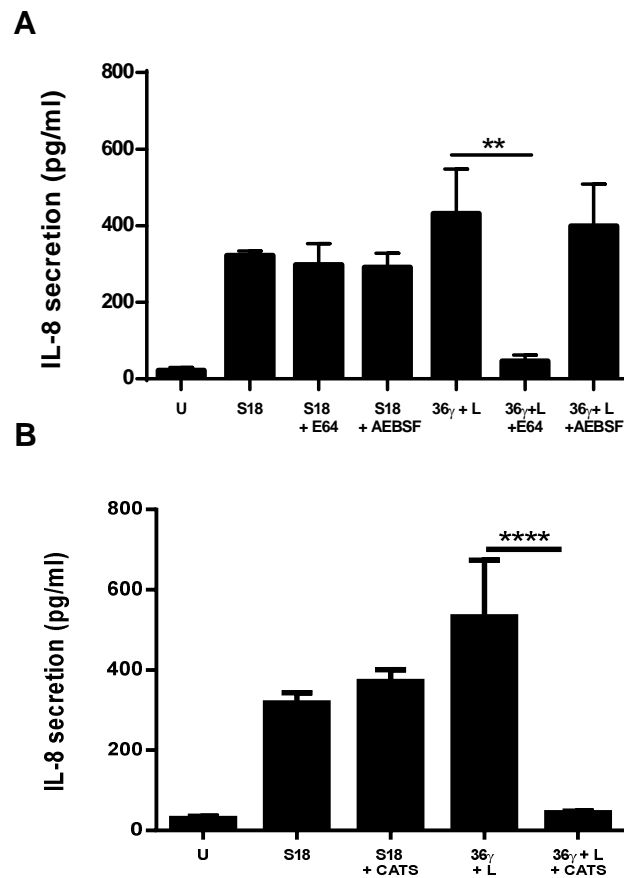 A
IL-8 secretion (pg/ml)
800
600
400
200
0
**
U S18 S18 S18 36γ + L 36γ+L 36γ+ L
+ E64 + AEBSF +E64 +AEBSF
B
IL-8 secretion (pg/ml)
800
600
400
200
0
****
U S18 S18 36γ 36γ + L
+ CATS + L + CATS